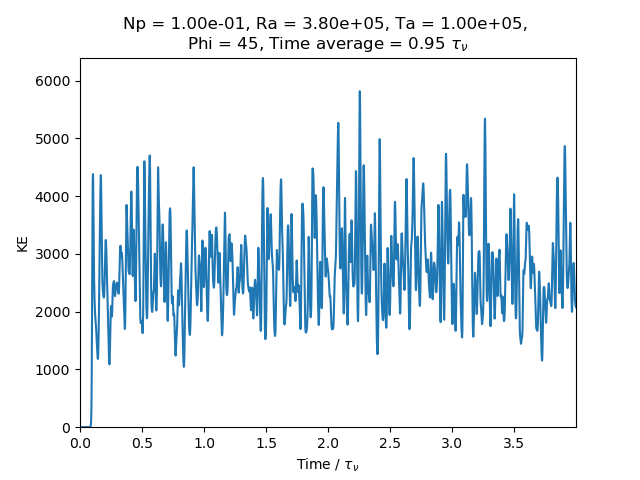 Np = 1.00e-01, Ra = 3.80e+05, Ta = 1.00e+05,
Phi = 45, Time average = 0.95 τν
6000
5000
4000
3000
2000
1000
0
KE
0.0 0.5 1.0 1.5 2.0 2.5 3.0 3.5
Time / τν